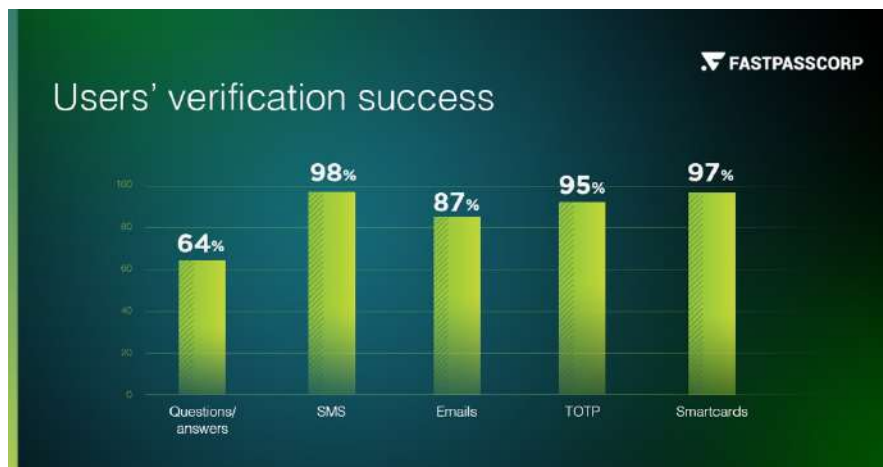 FASTPASSCORP
Users' verification success
98%
97%
95%
87%
64%
100
80
60
40
20
0
Questions/
answers
SMS
Emails
TOTP
Smartcards